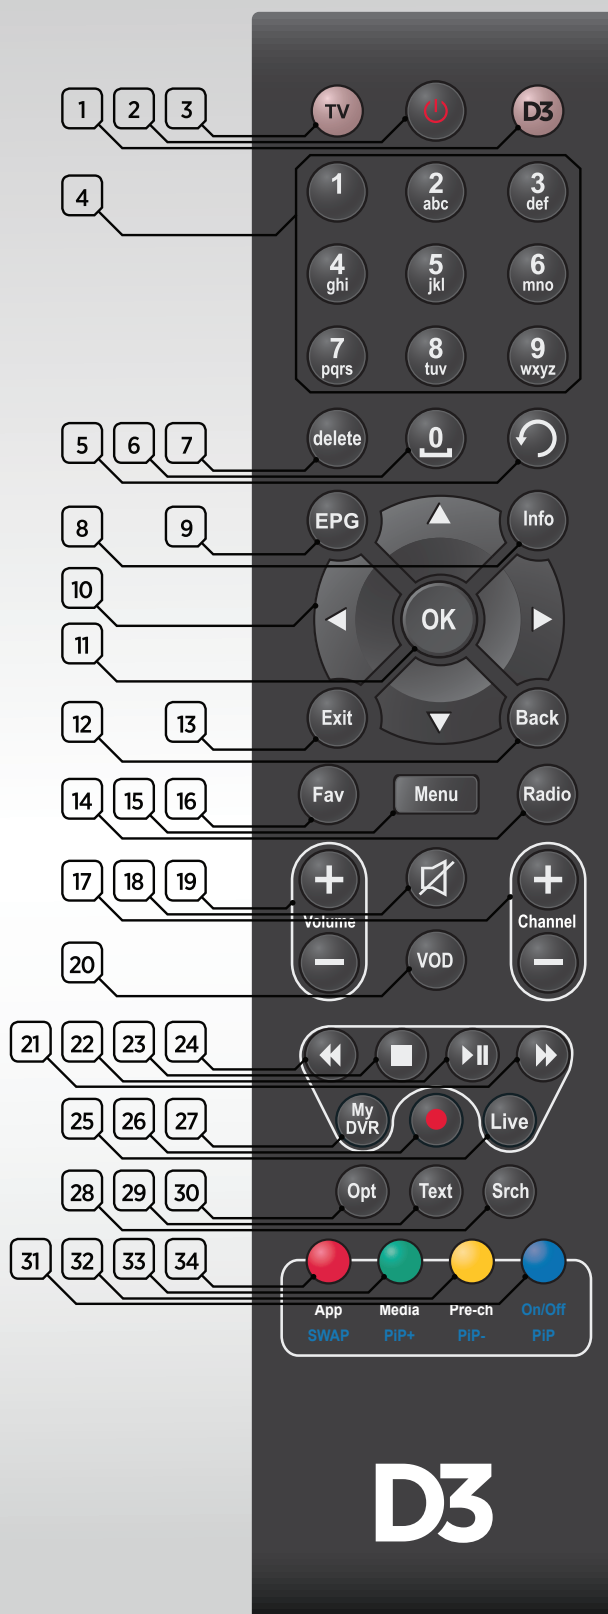 1 2 3 TV D3
4 1 2 3
abc def
4 5 6
ghi jkl mno
7 8 9
pqrs tuv wxyz
5 6 7 delete 0
8 9 EPG Info
10 OK
11
12 13 Exit Back
14 15 16 Fav Menu Radio
17 18 19 + +
Volume Channel
20 − VOD −
21 22 23 24
25 26 27 My DVR Live
28 29 30 Opt Text Srch
31 32 33 34
App Media Pre-ch On/Off
SWAP PiP+ PiP- PiP
D3